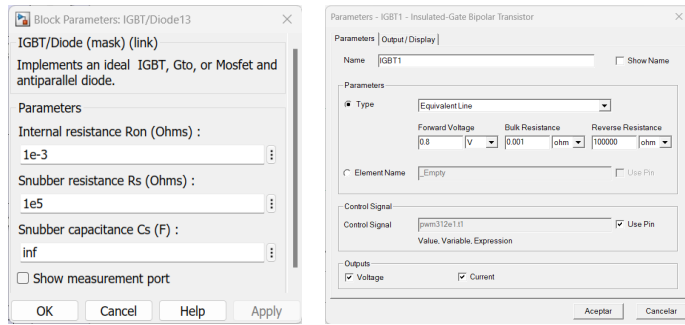 Block Parameters: IGBT/Diode13
IGBT/Diode (mask) (link)
Implements an ideal IGBT, Gto, or Mosfet and
antiparallel diode.
Parameters
Internal resistance Ron (Ohms) :
1e-3
Snubber resistance Rs (Ohms) :
1e5
Snubber capacitance Cs (F) :
inf
Show measurement port
OK Cancel Help Apply
Parameters - IGBT1 - Insulated-Gate Bipolar Transistor
Parameters Output / Display
Name IGBT1 Show Name
Parameters
Type Equivalent Line
Forward Voltage Bulk Resistance Reverse Resistance
0.8 V 0.001 ohm 100000 ohm
Element Name _Empty Use Pin
Control Signal
Control Signal pwm312e1.t1 Use Pin
Value, Variable, Expression
Outputs
Voltage Current
Aceptar Cancelar